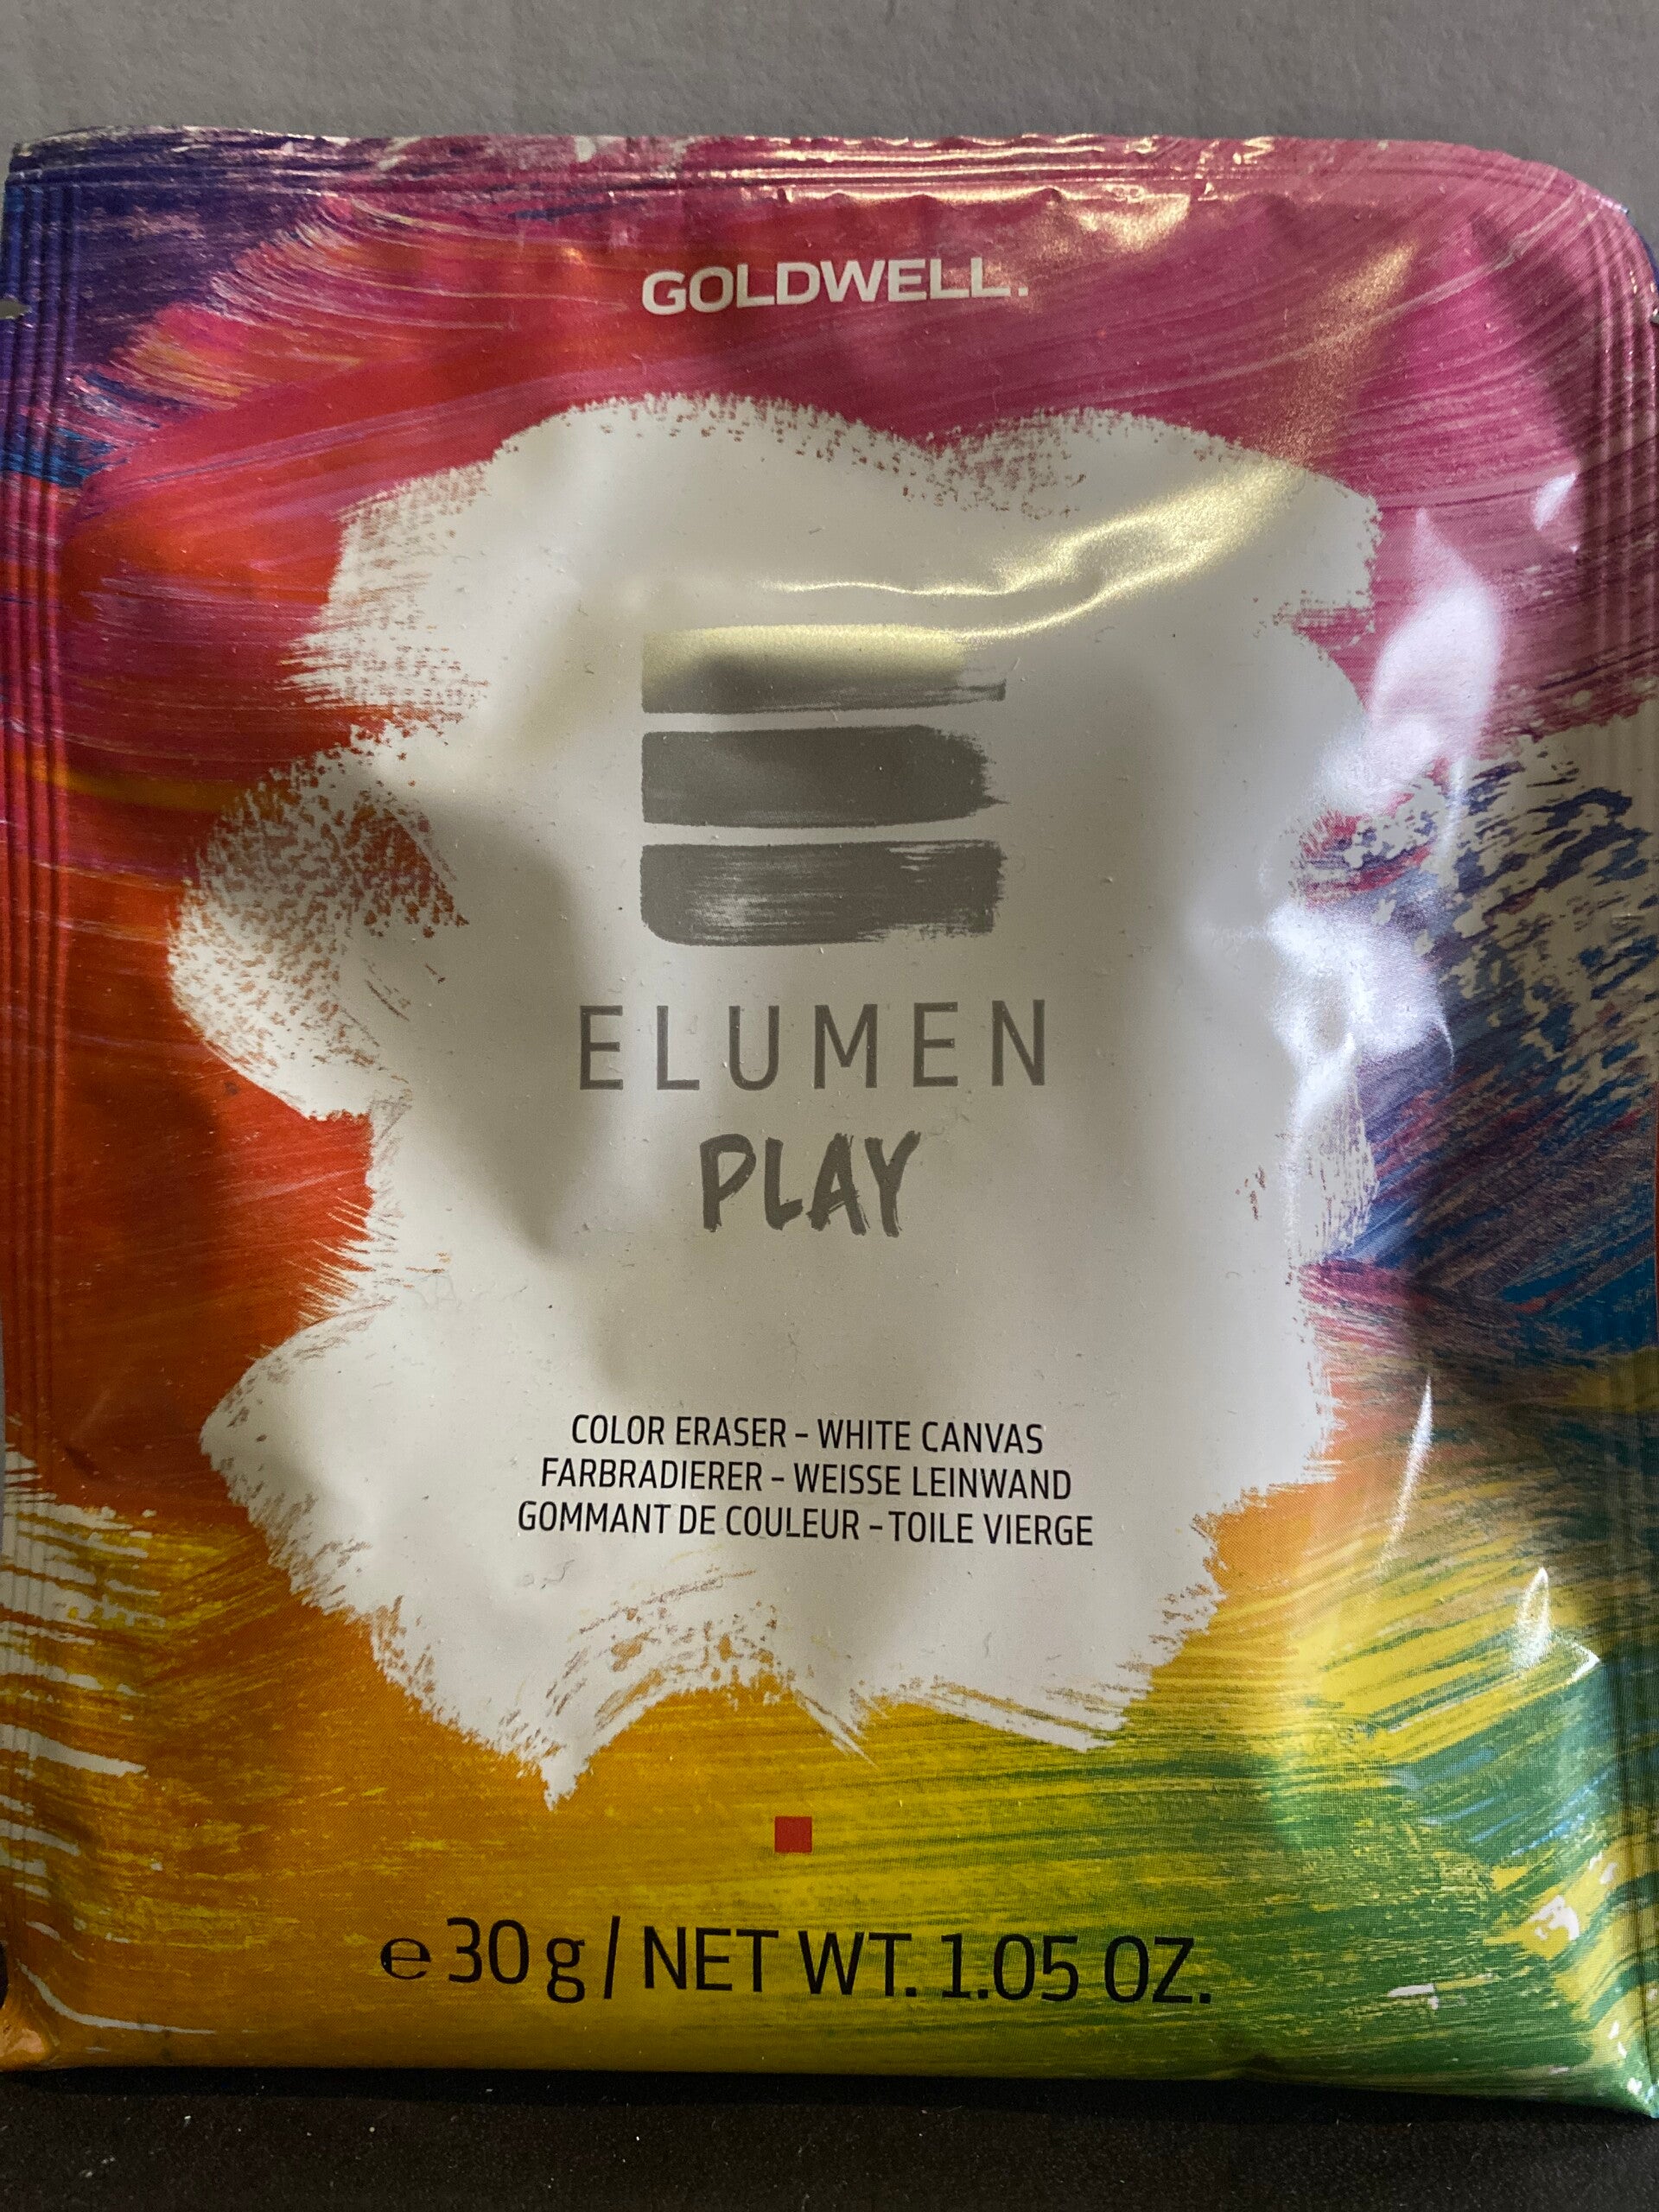 GOLDWELL.
ELUMEN
PLAY
COLOR ERASER – WHITE CANVAS
FARBRADIERER – WEISSE LEINWAND
GOMMANT DE COULEUR – TOILE VIERGE
℮ 30 g / NET WT. 1.05 OZ.